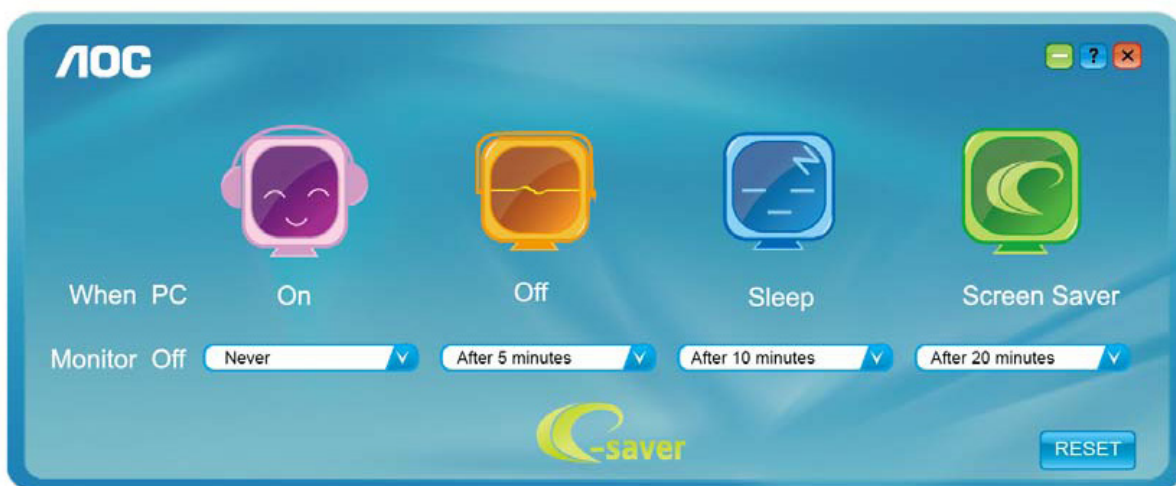 AOC
?
When PC On Off Sleep Screen Saver
Monitor Off Never After 5 minutes After 10 minutes After 20 minutes
e-saver
RESET